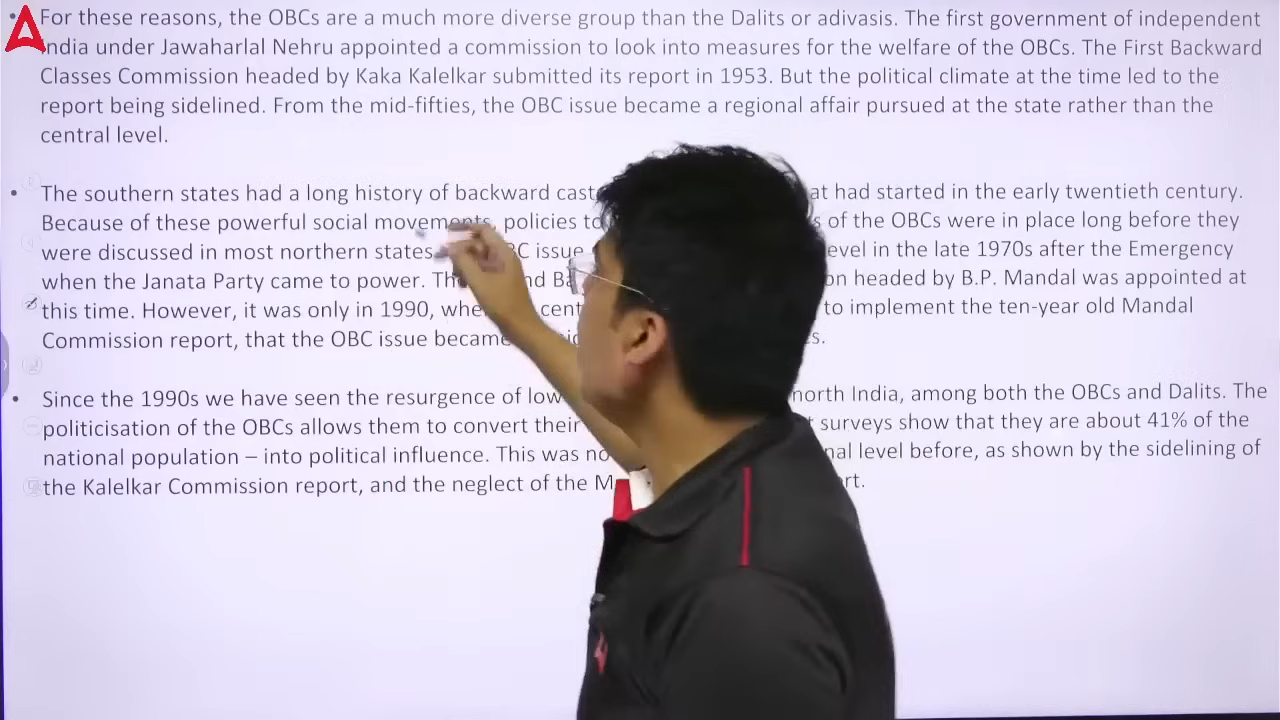 • For these reasons, the OBCs are a much more diverse group than the Dalits or adivasis. The first government of independent
India under Jawaharlal Nehru appointed a commission to look into measures for the welfare of the OBCs. The First Backward
Classes Commission headed by Kaka Kalelkar submitted its report in 1953. But the political climate at the time led to the
report being sidelined. From the mid-fifties, the OBC issue became a regional affair pursued at the state rather than the
central level.
• The southern states had a long history of backward had started in the early twentieth century.
Because of these powerful social movements, policies of the OBCs were in place long before they
were discussed in most northern states issue in the late 1970s after the Emergency
when the Janata Party came to power. headed by B.P. Mandal was appointed at
this time. However, it was only in 1990, to implement the ten-year old Mandal
Commission report, that the OBC issue became
• Since the 1990s we have seen the resurgence of north India, among both the OBCs and Dalits. The
politicisation of the OBCs allows them to convert their surveys show that they are about 41% of the
national population – into political influence. This was level before, as shown by the sidelining of
the Kalelkar Commission report, and the neglect of the